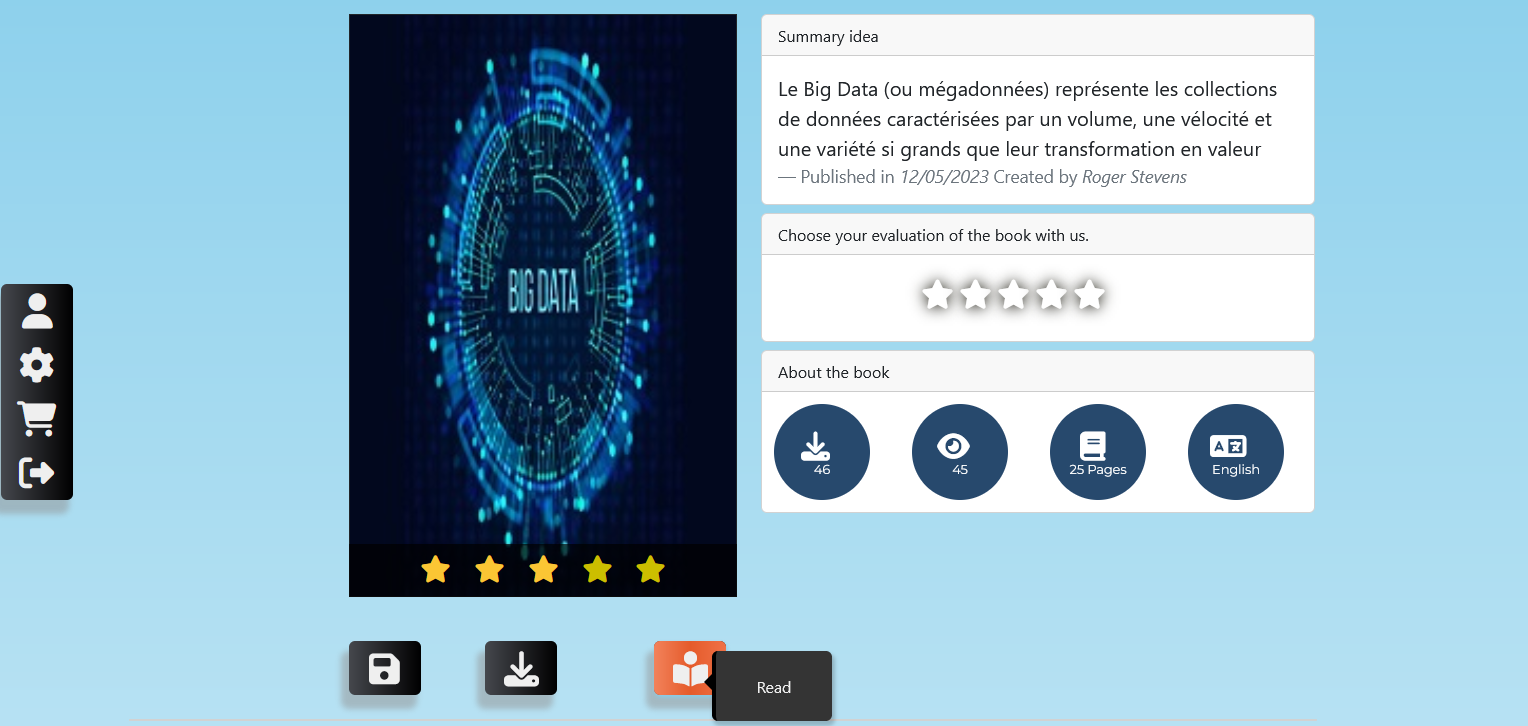 Summary idea
Le Big Data (ou mégadonnées) représente les collections
de données caractérisées par un volume, une vélocité et
une variété si grands que leur transformation en valeur
— Published in 12/05/2023 Created by Roger Stevens
Choose your evaluation of the book with us.
BIG DATA
About the book
46
45
25 Pages
A
English
Read